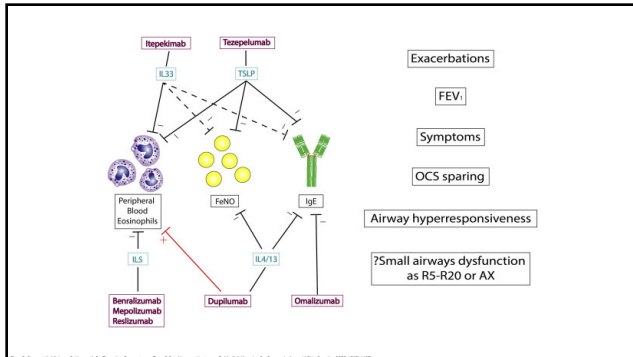 Itepekimab
Tezepelumab
IL33
TSLP
Peripheral
Blood
Eosinophils
FeNO
IgE
IL5
IL4/13
+
Benralizumab
Mepolizumab
Reslizumab
Dupilumab
Omalizumab
Exacerbations
FEV₁
Symptoms
OCS sparing
Airway hyperresponsiveness
?Small airways dysfunction
as R5-R20 or AX